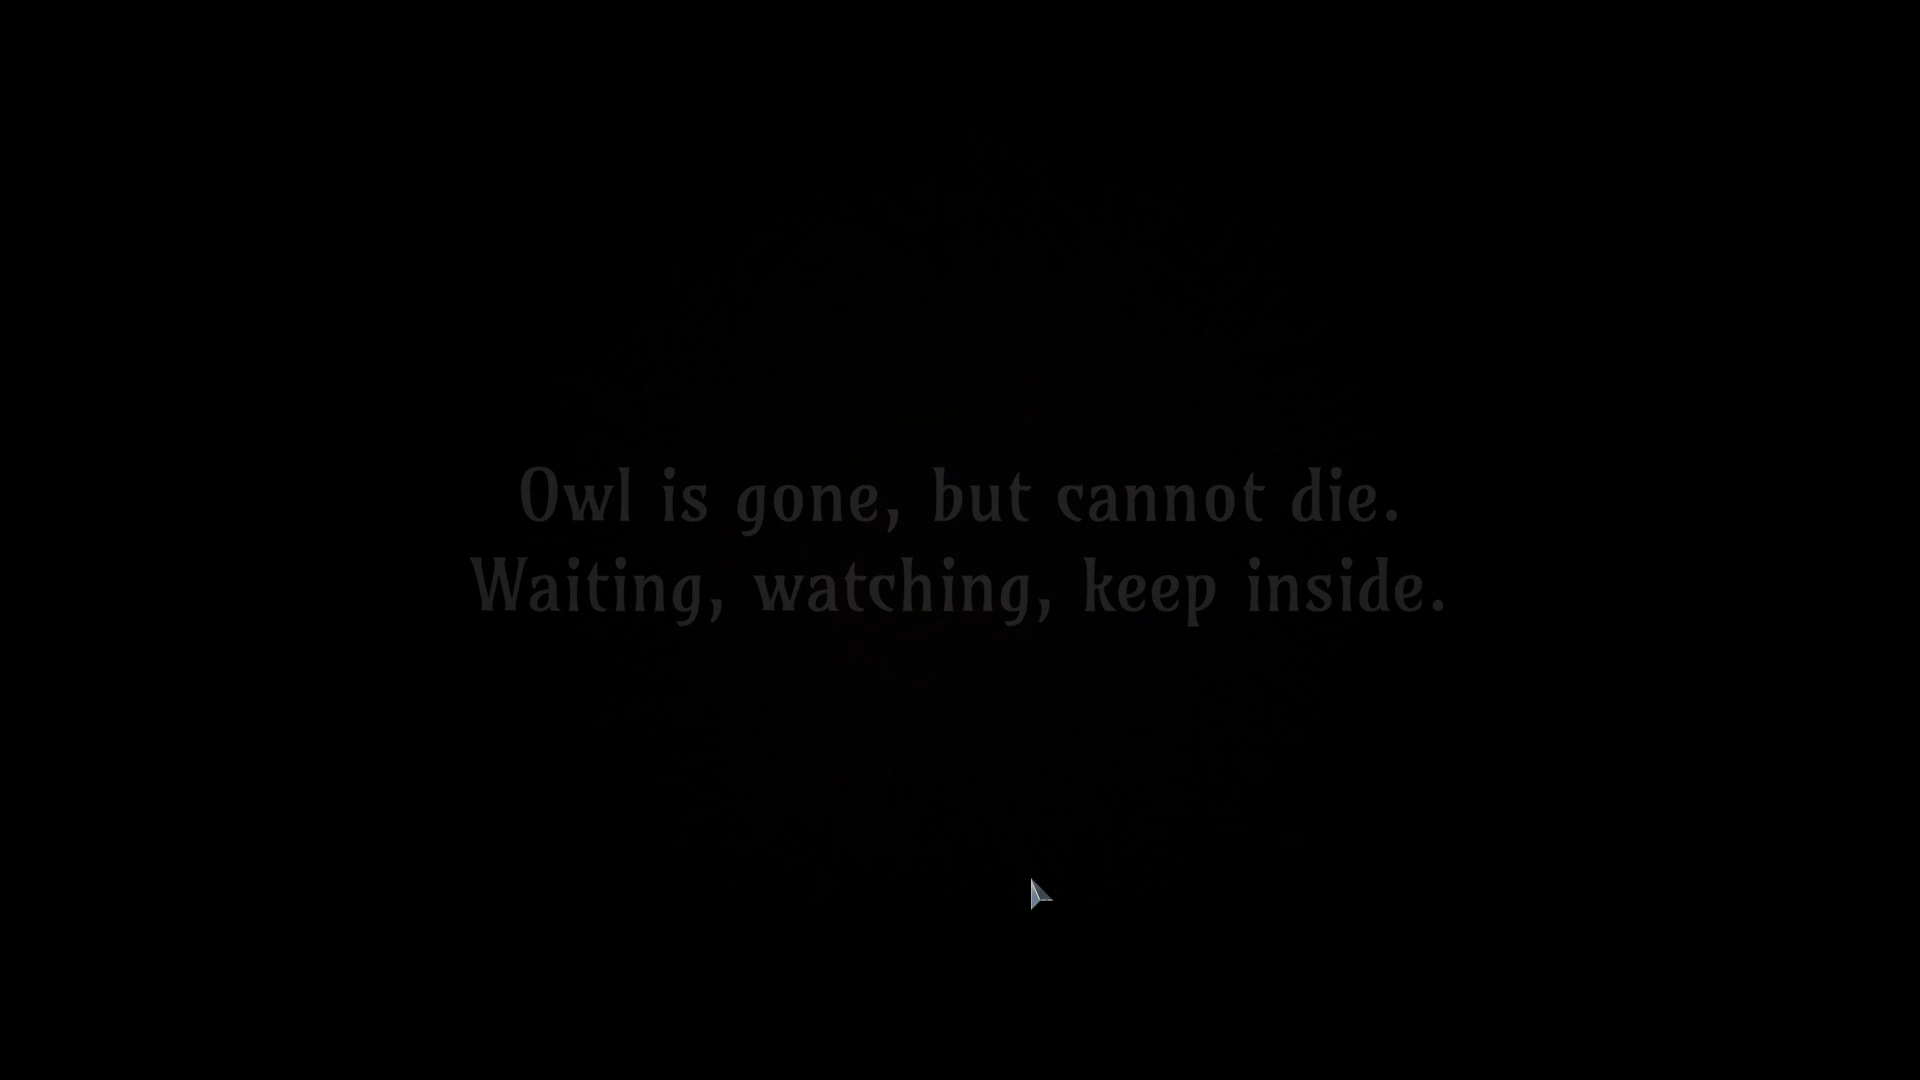 Owl is gone, but cannot die.
Waiting, watching, keep inside.